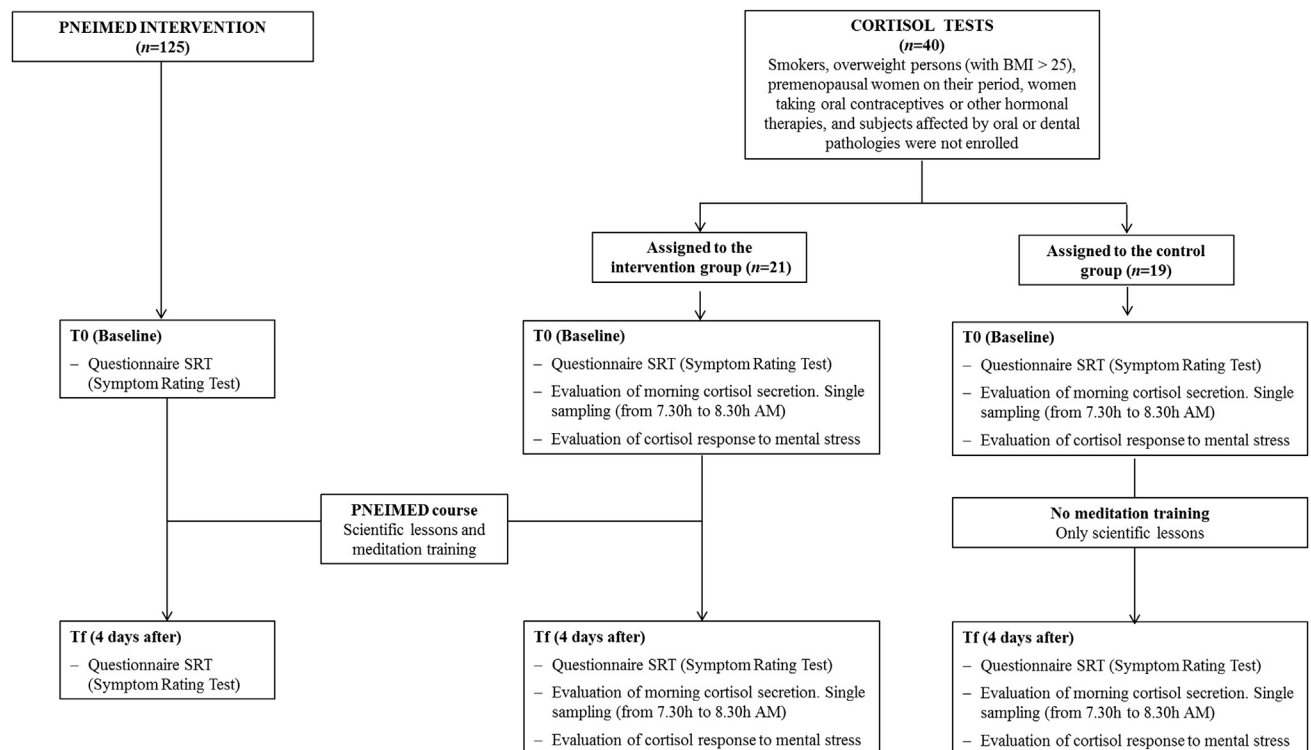 PNEIMED INTERVENTION
(n=125)
CORTISOL TESTS
(n=40)
Smokers, overweight persons (with BMI > 25),
premenopausal women on their period, women
taking oral contraceptives or other hormonal
therapies, and subjects affected by oral or dental
pathologies were not enrolled
Assigned to the
intervention group (n=21)
Assigned to the control
group (n=19)
T0 (Baseline)
– Questionnaire SRT
(Symptom Rating Test)
T0 (Baseline)
– Questionnaire SRT (Symptom Rating Test)
– Evaluation of morning cortisol secretion. Single
sampling (from 7.30h to 8.30h AM)
– Evaluation of cortisol response to mental stress
T0 (Baseline)
– Questionnaire SRT (Symptom Rating Test)
– Evaluation of morning cortisol secretion. Single
sampling (from 7.30h to 8.30h AM)
– Evaluation of cortisol response to mental stress
PNEIMED course
Scientific lessons and
meditation training
No meditation training
Only scientific lessons
Tf (4 days after)
– Questionnaire SRT
(Symptom Rating Test)
Tf (4 days after)
– Questionnaire SRT (Symptom Rating Test)
– Evaluation of morning cortisol secretion. Single
sampling (from 7.30h to 8.30h AM)
– Evaluation of cortisol response to mental stress
Tf (4 days after)
– Questionnaire SRT (Symptom Rating Test)
– Evaluation of morning cortisol secretion. Single
sampling (from 7.30h to 8.30h AM)
– Evaluation of cortisol response to mental stress